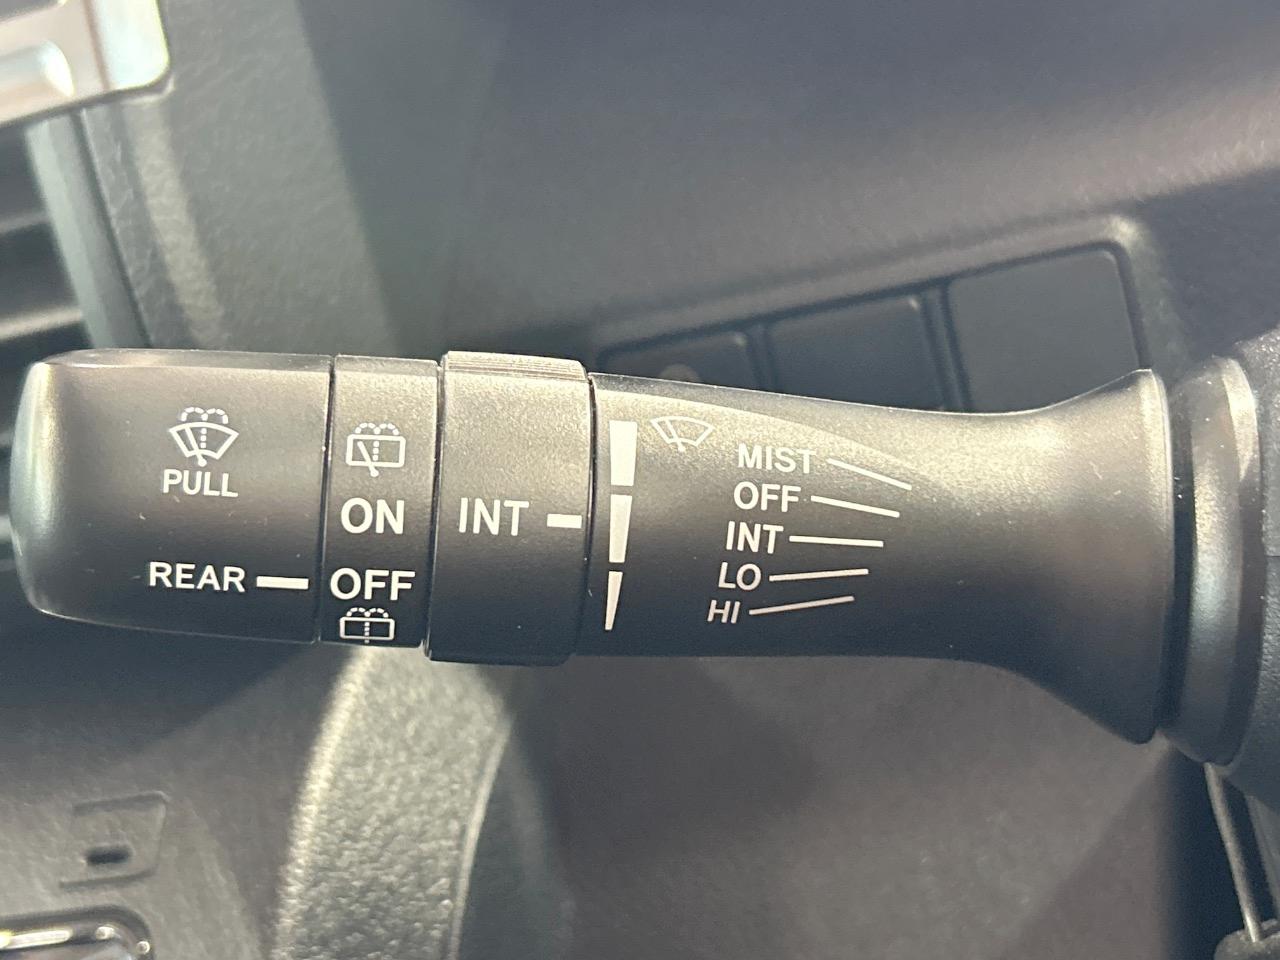 PULL
REAR
ON
OFF
INT
MIST
OFF
INT
LO
HI